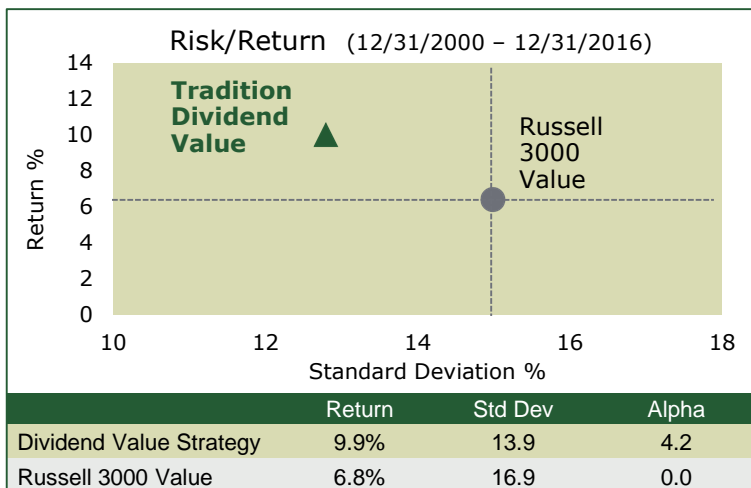 Risk/Return (12/31/2000 – 12/31/2016)
14
12
10
8
6
4
2
0
Return %
Tradition
Dividend
Value
Russell
3000
Value
10 12 14 16 18
Standard Deviation %
Return Std Dev Alpha
Dividend Value Strategy 9.9% 13.9 4.2
Russell 3000 Value 6.8% 16.9 0.0